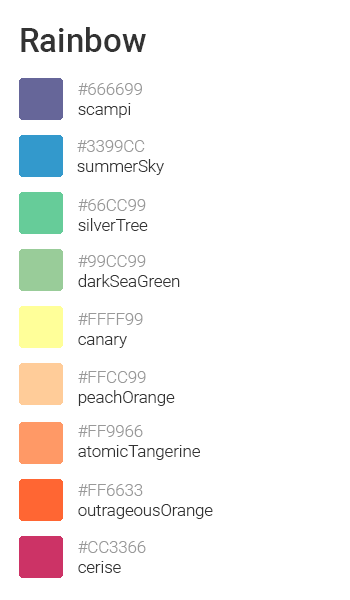 Rainbow
#666699
scampi
#3399CC
summerSky
#66CC99
silverTree
#99CC99
darkSeaGreen
#FFFF99
canary
#FFCC99
peachOrange
#FF9966
atomicTangerine
#FF6633
outrageousOrange
#CC3366
cerise